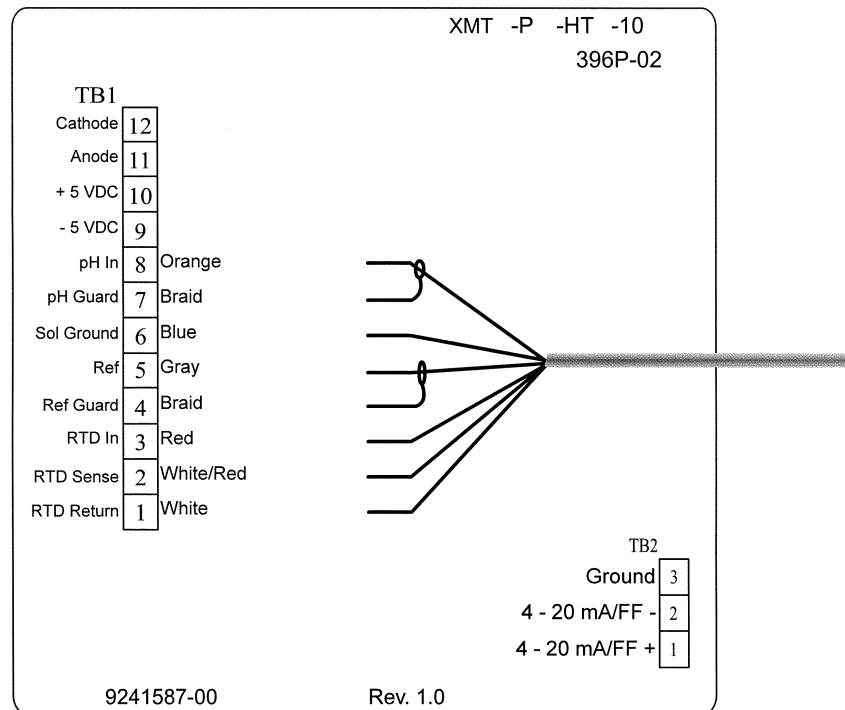 XMT -P -HT -10
396P-02
TB1
Cathode 12
Anode 11
+ 5 VDC 10
- 5 VDC 9
pH In 8 Orange
pH Guard 7 Braid
Sol Ground 6 Blue
Ref 5 Gray
Ref Guard 4 Braid
RTD In 3 Red
RTD Sense 2 White/Red
RTD Return 1 White
TB2
Ground 3
4 - 20 mA/FF - 2
4 - 20 mA/FF + 1
9241587-00 Rev. 1.0